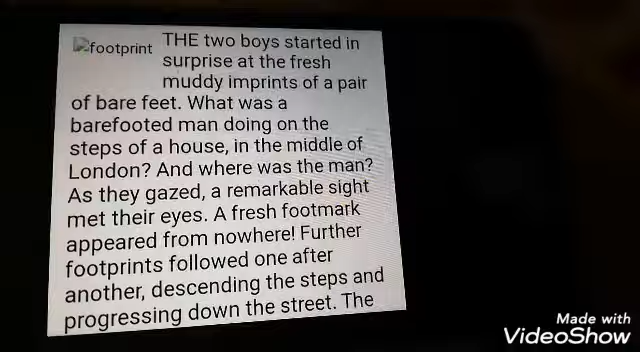 footprint
THE two boys started in
surprise at the fresh
muddy imprints of a pair
of bare feet. What was a
barefooted man doing on the
steps of a house, in the middle of
London? And where was the man?
As they gazed, a remarkable sight
met their eyes. A fresh footmark
appeared from nowhere! Further
footprints followed one after
another, descending the steps and
progressing down the street. The
Made with
VideoShow